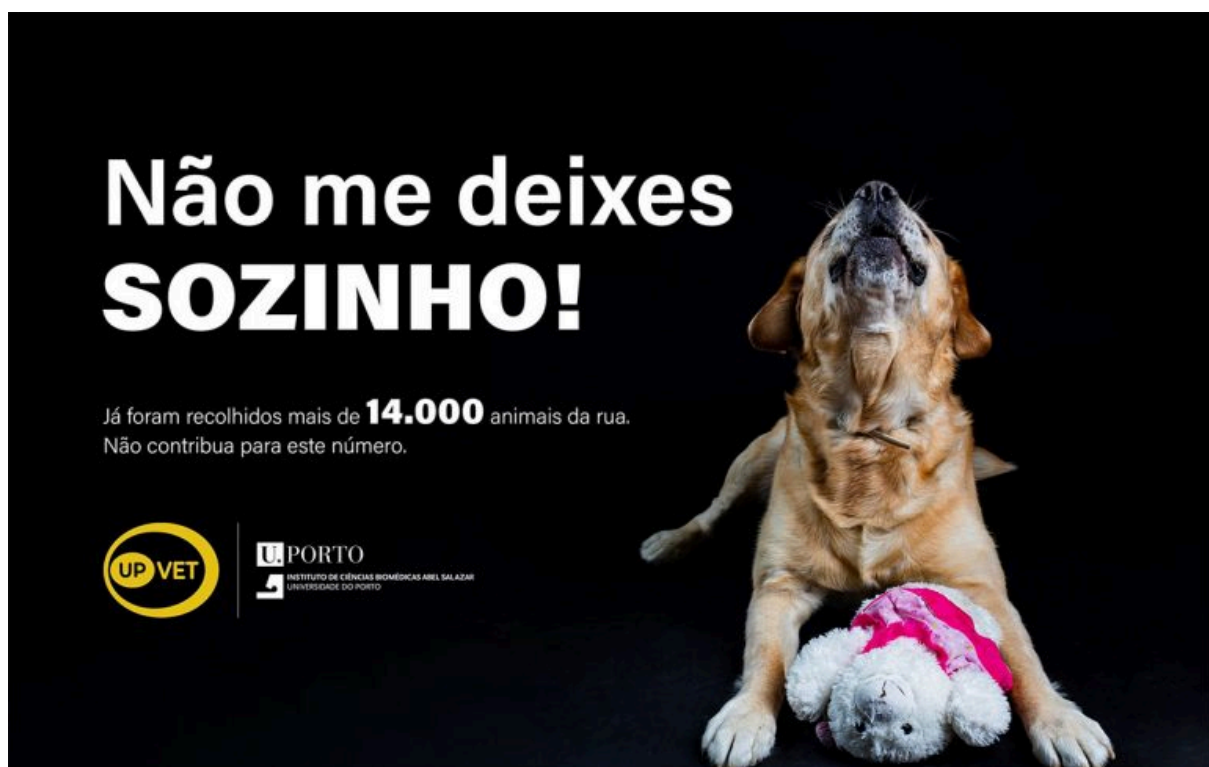 Não me deixes
SOZINHO!
Já foram recolhidos mais de 14.000 animais da rua.
Não contribua para este número.
UP VET
U. PORTO
INSTITUTO DE CIÊNCIAS BIOMÉDICAS ABEL SALAZAR
UNIVERSIDADE DO PORTO